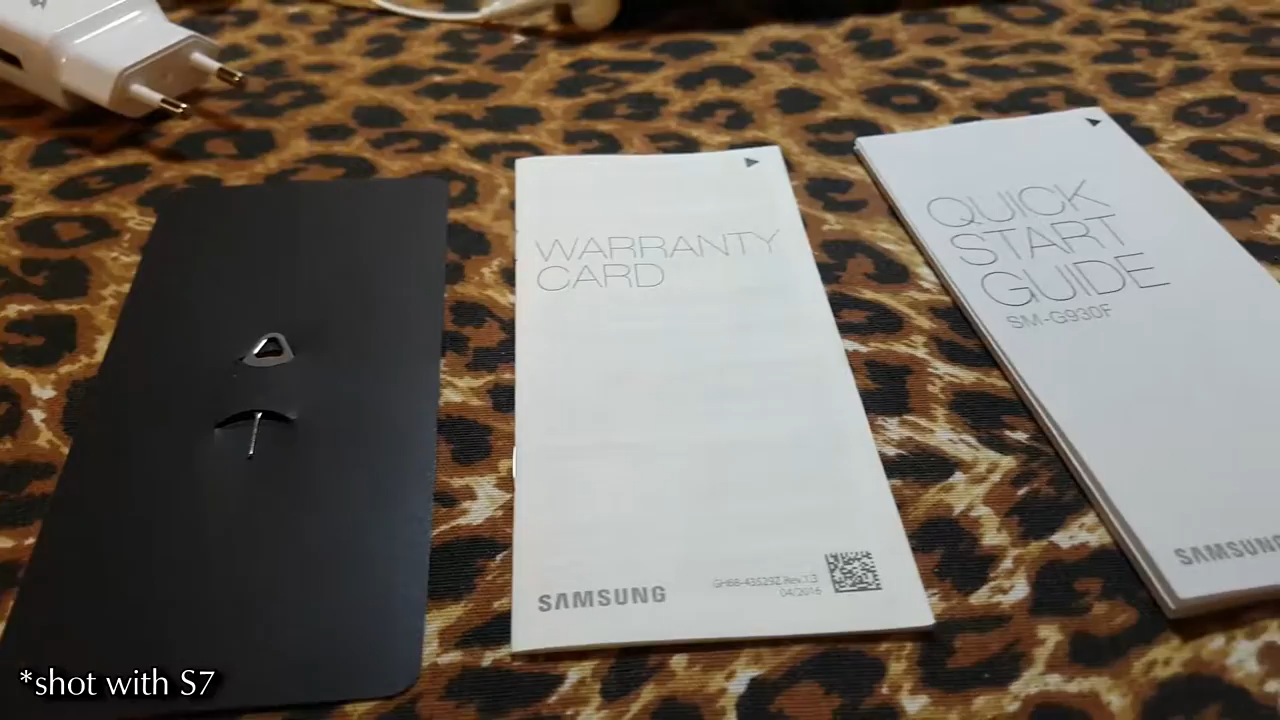 WARRANTY
CARD
SAMSUNG
GH68-43529Z Rev.1.3
04/2016
QUICK
START
GUIDE
SM-G930F
SAMSUNG
*shot with S7